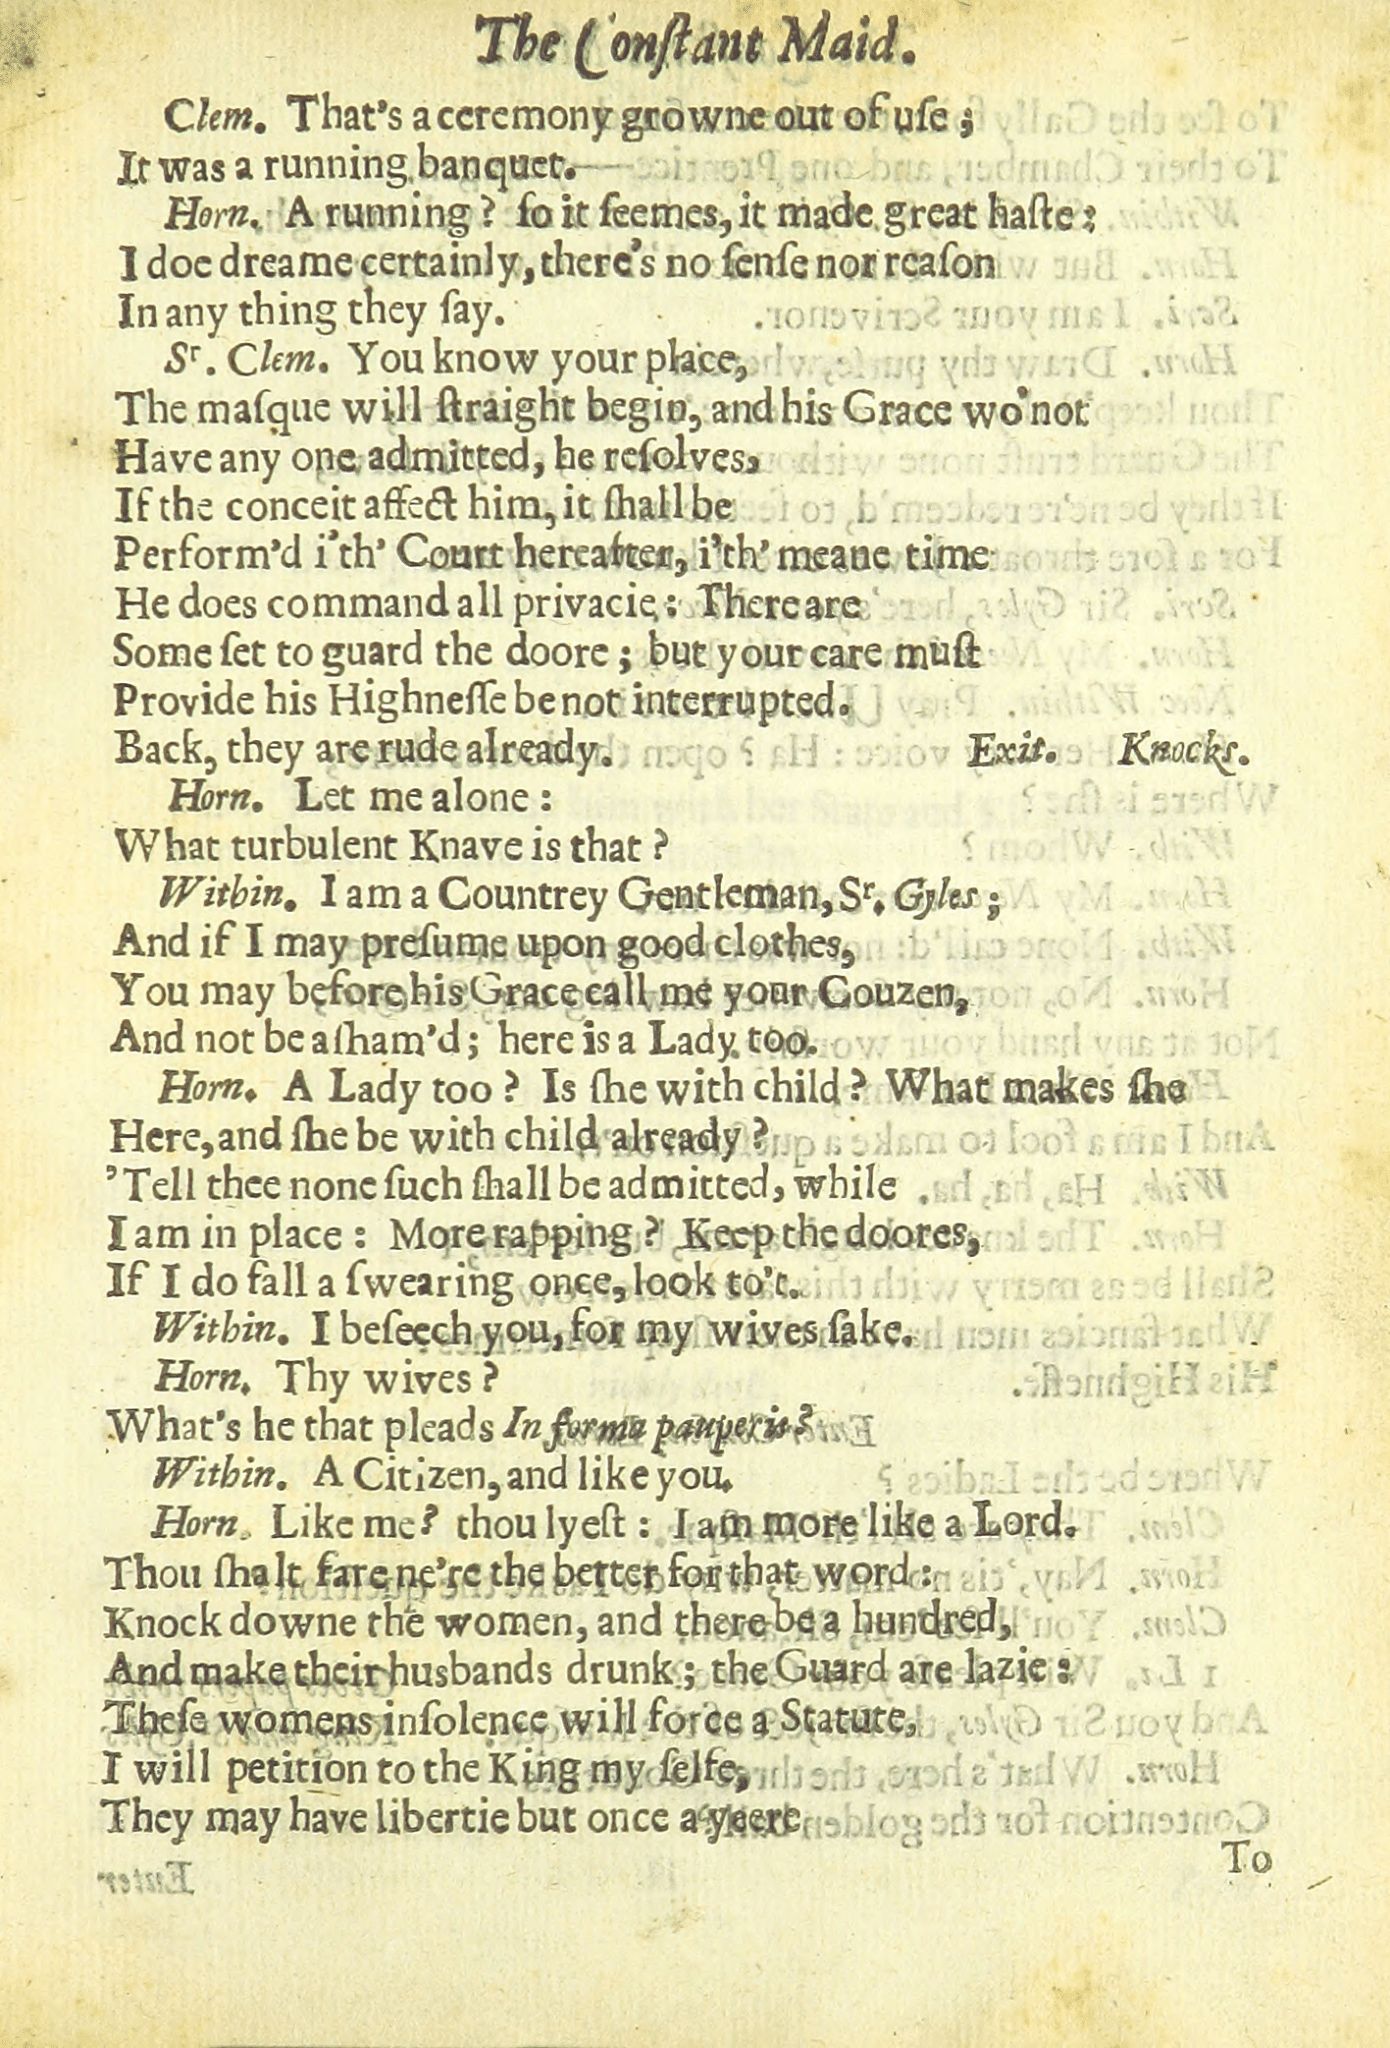 The Conſtant Maid.
Clem. That's a ceremony growne out of uſe;
It was a running banquet.—
Horn. A running? ſo it ſeemes, it made great haſte:
I doe dreame certainly, there's no ſenſe nor reaſon
In any thing they ſay.
Sr. Clem. You know your place,
The maſque will ſtraight begin, and his Grace wo'not
Have any one admitted, he reſolves,
If the conceit affect him, it ſhall be
Perform'd i'th' Court hereafter, i'th' meane time
He does command all privacie: There are
Some ſet to guard the doore; but your care muſt
Provide his Highneſſe be not interrupted.
Back, they are rude already. Exit. Knocks.
Horn. Let me alone:
What turbulent Knave is that?
Within. I am a Countrey Gentleman, Sr. Gyles;
And if I may preſume upon good clothes,
You may before his Grace call me your Couzen,
And not be aſham'd; here is a Lady too.
Horn. A Lady too? Is ſhe with child? What makes ſhe
Here, and ſhe be with child already?
'Tell thee none ſuch ſhall be admitted, while
I am in place: More rapping? Keep the doores,
If I do fall a ſwearing once, look to't.
Within. I beſeech you, for my wives ſake.
Horn. Thy wives?
What's he that pleads In forma pauperis?
Within. A Citizen, and like you.
Horn. Like me? thou lyeſt: I am more like a Lord.
Thou ſhalt fare ne're the better for that word:
Knock downe the women, and there be a hundred,
And make their husbands drunk; the Guard are lazie:
Theſe womens inſolence will force a Statute,
I will petition to the King my ſelfe,
They may have libertie but once a yeere
To